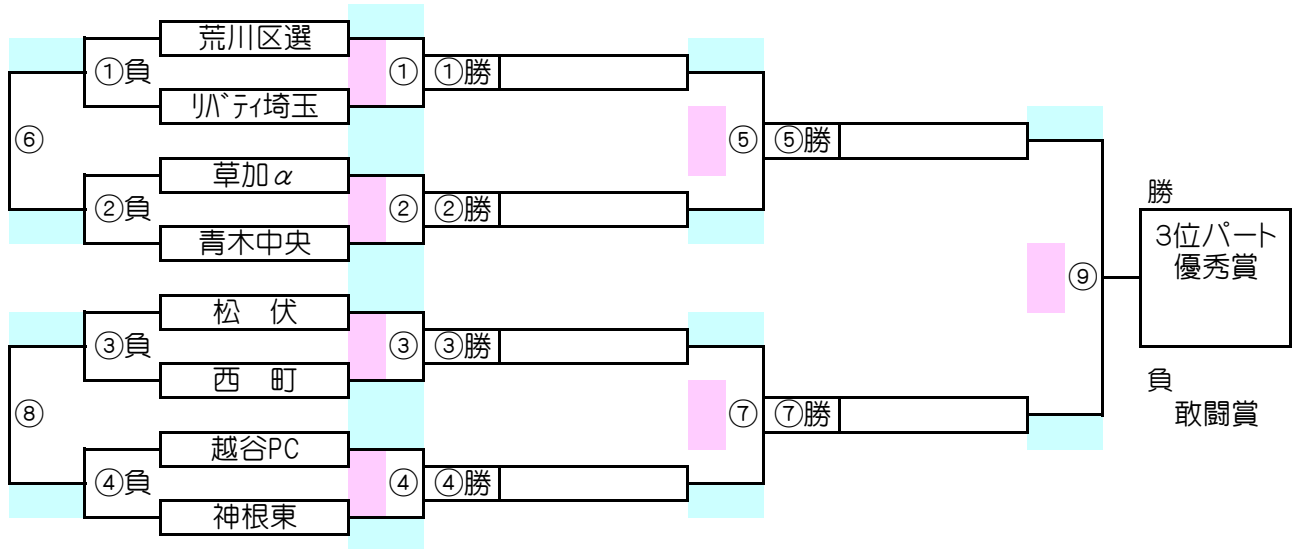 荒川区選
①負
①
①勝
リバティ埼玉
⑥
⑤
⑤勝
草加α
②負
②
②勝
青木中央
勝
3位パート
優秀賞
⑨
松　伏
③負
③
③勝
西　町
負
敢闘賞
⑧
⑦
⑦勝
越谷PC
④負
④
④勝
神根東